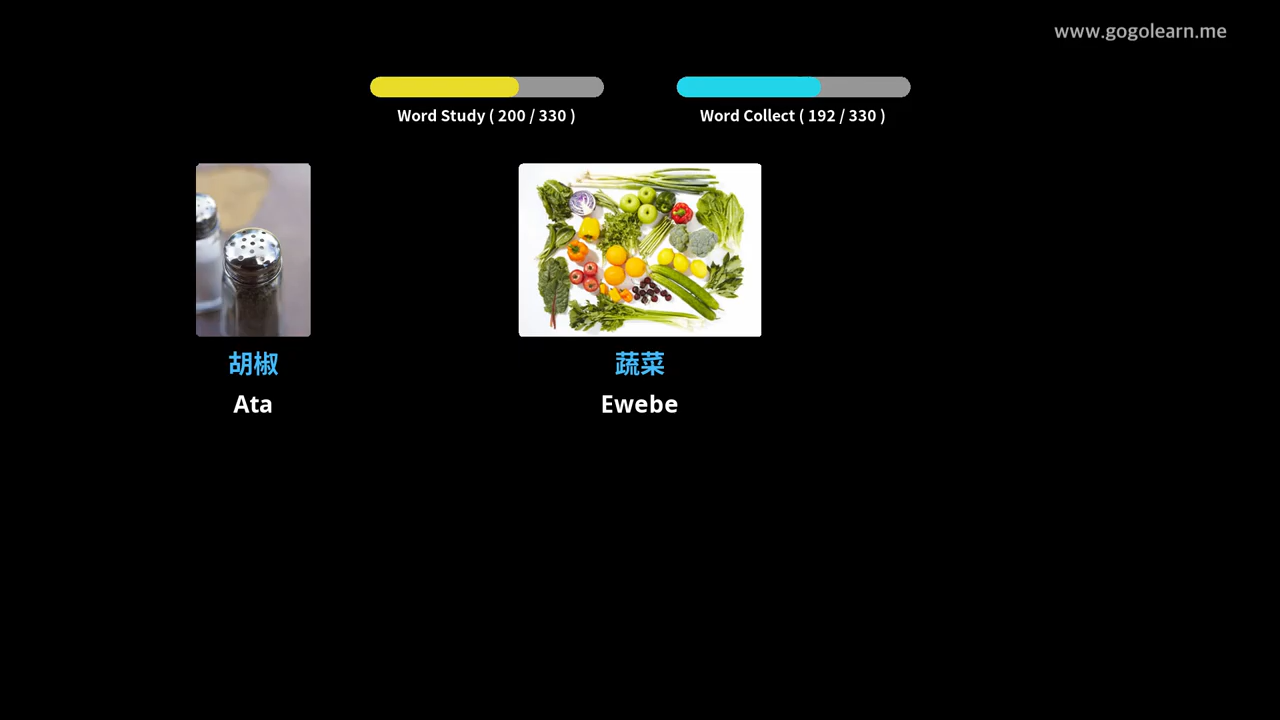 www.gogolearn.me
Word Study ( 200 / 330 )
Word Collect ( 192 / 330 )
胡椒
蔬菜
Ata
Ewebe